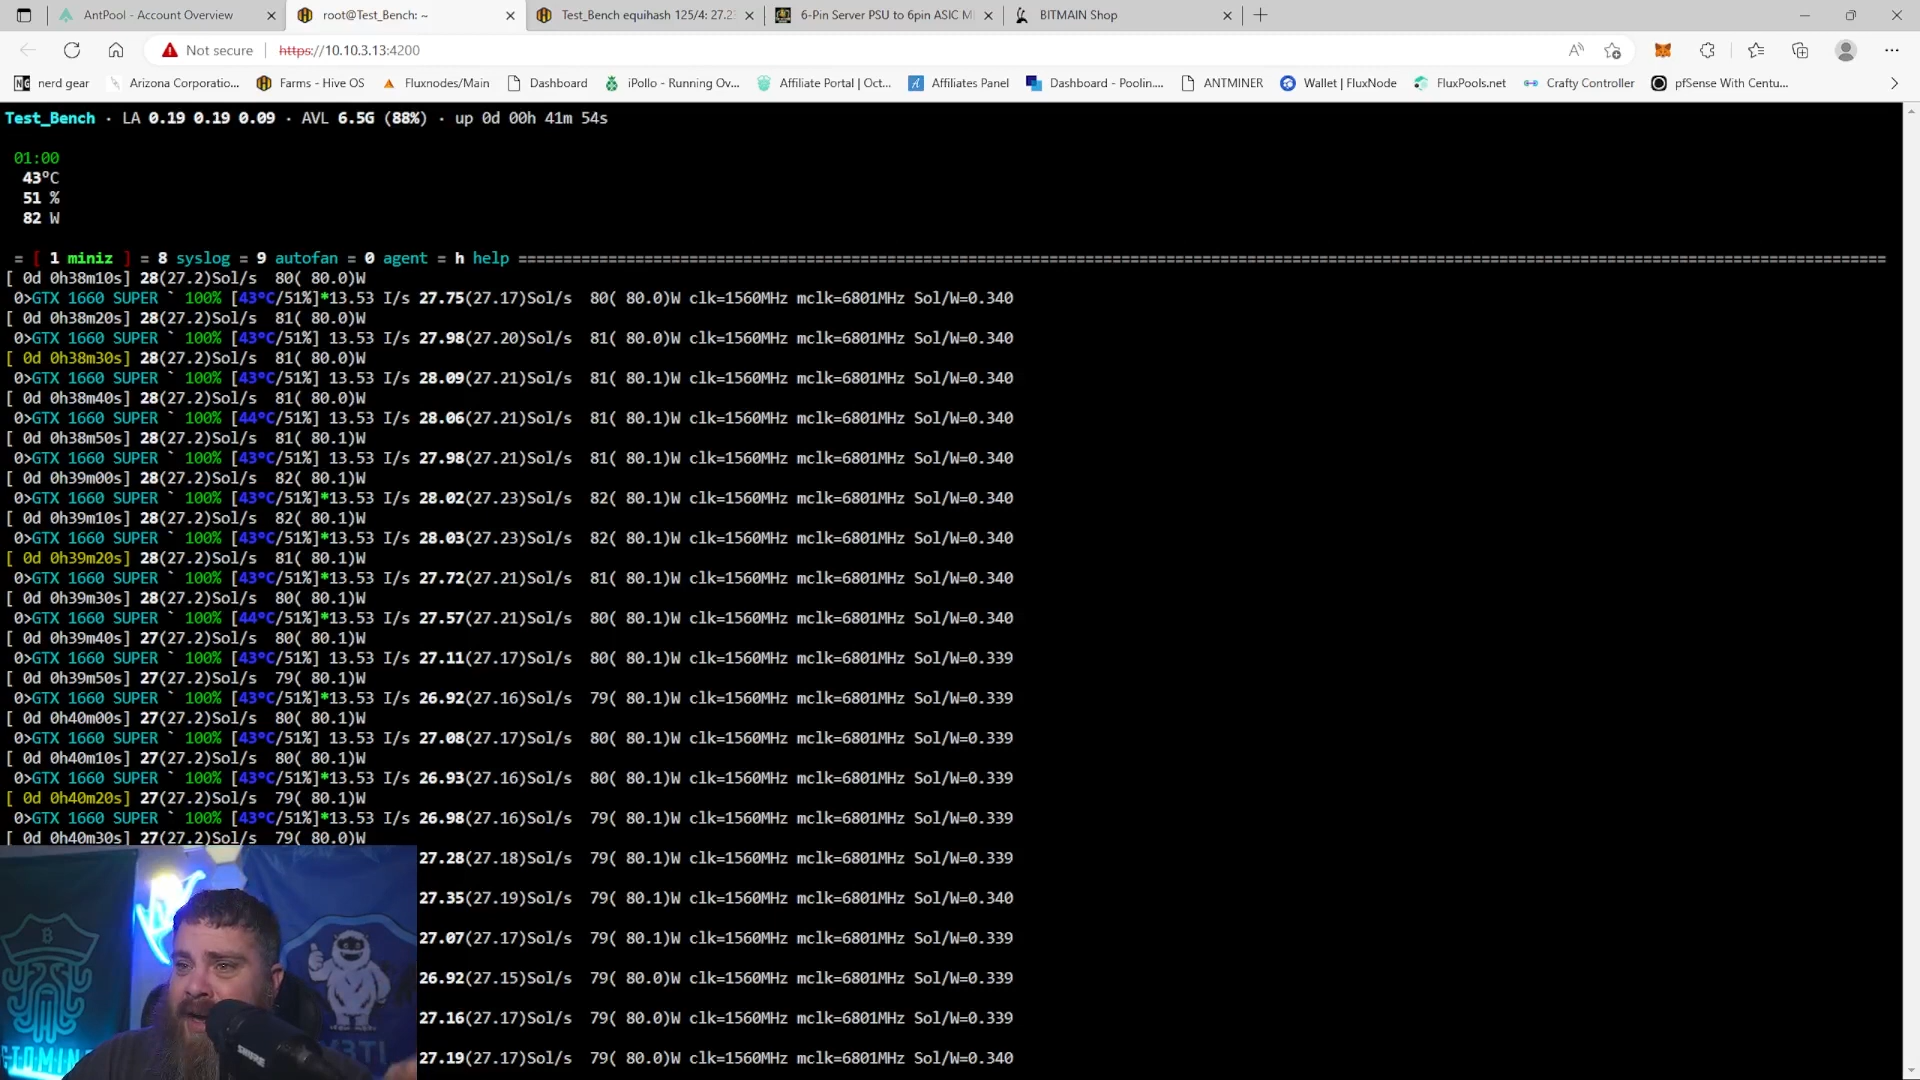 AntPool - Account Overview
root@Test_Bench: ~
Test_Bench equihash 125/4: 27.2
6-Pin Server PSU to 6pin ASIC M
BITMAIN Shop
Not secure
https://10.10.3.13:4200
nerd gear
Arizona Corporatio...
Farms - Hive OS
Fluxnodes/Main
Dashboard
iPollo - Running Ov...
Affiliate Portal | Oct...
Affiliates Panel
Dashboard - Poolin....
ANTMINER
Wallet | FluxNode
FluxPools.net
Crafty Controller
pfSense With Centu...
Test_Bench · LA 0.19 0.19 0.09 · AVL 6.5G (88%) · up 0d 00h 41m 54s
01:00
43°C
51 %
82 W
= [ 1 miniz ] = 8 syslog = 9 autofan = 0 agent = h help ========================================================================================================================================================
[ 0d 0h38m10s] 28(27.2)Sol/s 80( 80.0)W
0>GTX 1660 SUPER ` 100% [43°C/51%]*13.53 I/s 27.75(27.17)Sol/s 80( 80.0)W clk=1560MHz mclk=6801MHz Sol/W=0.340
[ 0d 0h38m20s] 28(27.2)Sol/s 81( 80.0)W
0>GTX 1660 SUPER ` 100% [43°C/51%] 13.53 I/s 27.98(27.20)Sol/s 81( 80.0)W clk=1560MHz mclk=6801MHz Sol/W=0.340
[ 0d 0h38m30s] 28(27.2)Sol/s 81( 80.0)W
0>GTX 1660 SUPER ` 100% [43°C/51%] 13.53 I/s 28.09(27.21)Sol/s 81( 80.1)W clk=1560MHz mclk=6801MHz Sol/W=0.340
[ 0d 0h38m40s] 28(27.2)Sol/s 81( 80.0)W
0>GTX 1660 SUPER ` 100% [44°C/51%] 13.53 I/s 28.06(27.21)Sol/s 81( 80.1)W clk=1560MHz mclk=6801MHz Sol/W=0.340
[ 0d 0h38m50s] 28(27.2)Sol/s 81( 80.1)W
0>GTX 1660 SUPER ` 100% [43°C/51%] 13.53 I/s 27.98(27.21)Sol/s 81( 80.1)W clk=1560MHz mclk=6801MHz Sol/W=0.340
[ 0d 0h39m00s] 28(27.2)Sol/s 82( 80.1)W
0>GTX 1660 SUPER ` 100% [43°C/51%]*13.53 I/s 28.02(27.23)Sol/s 82( 80.1)W clk=1560MHz mclk=6801MHz Sol/W=0.340
[ 0d 0h39m10s] 28(27.2)Sol/s 82( 80.1)W
0>GTX 1660 SUPER ` 100% [43°C/51%]*13.53 I/s 28.03(27.23)Sol/s 82( 80.1)W clk=1560MHz mclk=6801MHz Sol/W=0.340
[ 0d 0h39m20s] 28(27.2)Sol/s 81( 80.1)W
0>GTX 1660 SUPER ` 100% [43°C/51%]*13.53 I/s 27.72(27.21)Sol/s 81( 80.1)W clk=1560MHz mclk=6801MHz Sol/W=0.340
[ 0d 0h39m30s] 28(27.2)Sol/s 80( 80.1)W
0>GTX 1660 SUPER ` 100% [44°C/51%]*13.53 I/s 27.57(27.21)Sol/s 80( 80.1)W clk=1560MHz mclk=6801MHz Sol/W=0.340
[ 0d 0h39m40s] 27(27.2)Sol/s 80( 80.1)W
0>GTX 1660 SUPER ` 100% [43°C/51%] 13.53 I/s 27.11(27.17)Sol/s 80( 80.1)W clk=1560MHz mclk=6801MHz Sol/W=0.339
[ 0d 0h39m50s] 27(27.2)Sol/s 79( 80.1)W
0>GTX 1660 SUPER ` 100% [43°C/51%]*13.53 I/s 26.92(27.16)Sol/s 79( 80.1)W clk=1560MHz mclk=6801MHz Sol/W=0.339
[ 0d 0h40m00s] 27(27.2)Sol/s 80( 80.1)W
0>GTX 1660 SUPER ` 100% [43°C/51%] 13.53 I/s 27.08(27.17)Sol/s 80( 80.1)W clk=1560MHz mclk=6801MHz Sol/W=0.339
[ 0d 0h40m10s] 27(27.2)Sol/s 80( 80.1)W
0>GTX 1660 SUPER ` 100% [43°C/51%]*13.53 I/s 26.93(27.16)Sol/s 80( 80.1)W clk=1560MHz mclk=6801MHz Sol/W=0.339
[ 0d 0h40m20s] 27(27.2)Sol/s 79( 80.1)W
0>GTX 1660 SUPER ` 100% [43°C/51%]*13.53 I/s 26.98(27.16)Sol/s 79( 80.1)W clk=1560MHz mclk=6801MHz Sol/W=0.339
[ 0d 0h40m30s] 27(27.2)Sol/s 79( 80.0)W
27.28(27.18)Sol/s 79( 80.1)W clk=1560MHz mclk=6801MHz Sol/W=0.339
27.35(27.19)Sol/s 79( 80.1)W clk=1560MHz mclk=6801MHz Sol/W=0.340
27.07(27.17)Sol/s 79( 80.1)W clk=1560MHz mclk=6801MHz Sol/W=0.339
26.92(27.15)Sol/s 79( 80.0)W clk=1560MHz mclk=6801MHz Sol/W=0.339
27.16(27.17)Sol/s 79( 80.0)W clk=1560MHz mclk=6801MHz Sol/W=0.339
27.19(27.17)Sol/s 79( 80.0)W clk=1560MHz mclk=6801MHz Sol/W=0.340
SHURE